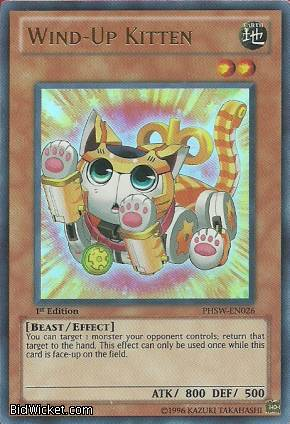 WIND-UP KITTEN
EARTH
地
1st Edition
PHSW-EN026
[BEAST / EFFECT]
You can target 1 monster your opponent controls; return that
target to the hand. This effect can only be used once while this
card is face-up on the field.
ATK/ 800 DEF/ 500
BidWicket.com
©1996 KAZUKI TAKAHASHI